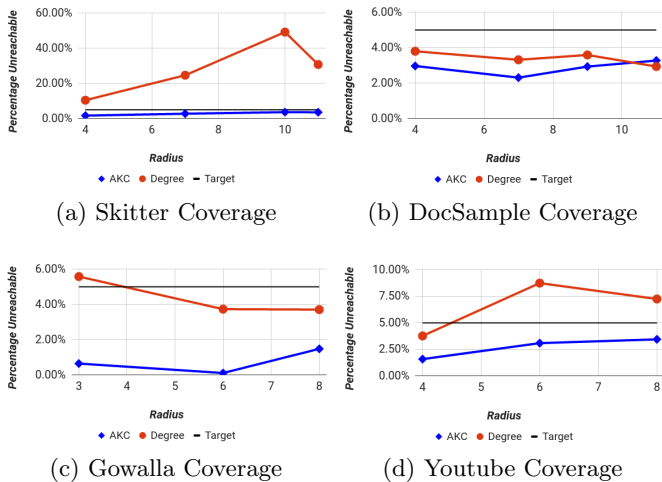 Percentage Unreachable
60.00%
40.00%
20.00%
0.00%
4 6 8 10
Radius
AKC Degree Target
(a) Skitter Coverage
Percentage Unreachable
6.00%
4.00%
2.00%
0.00%
4 6 8 10
Radius
AKC Degree Target
(b) DocSample Coverage
Percentage Unreachable
6.00%
4.00%
2.00%
0.00%
3 4 5 6 7 8
Radius
AKC Degree Target
(c) Gowalla Coverage
Percentage Unreachable
10.00%
7.50%
5.00%
2.50%
0.00%
4 5 6 7 8
Radius
AKC Degree Target
(d) Youtube Coverage